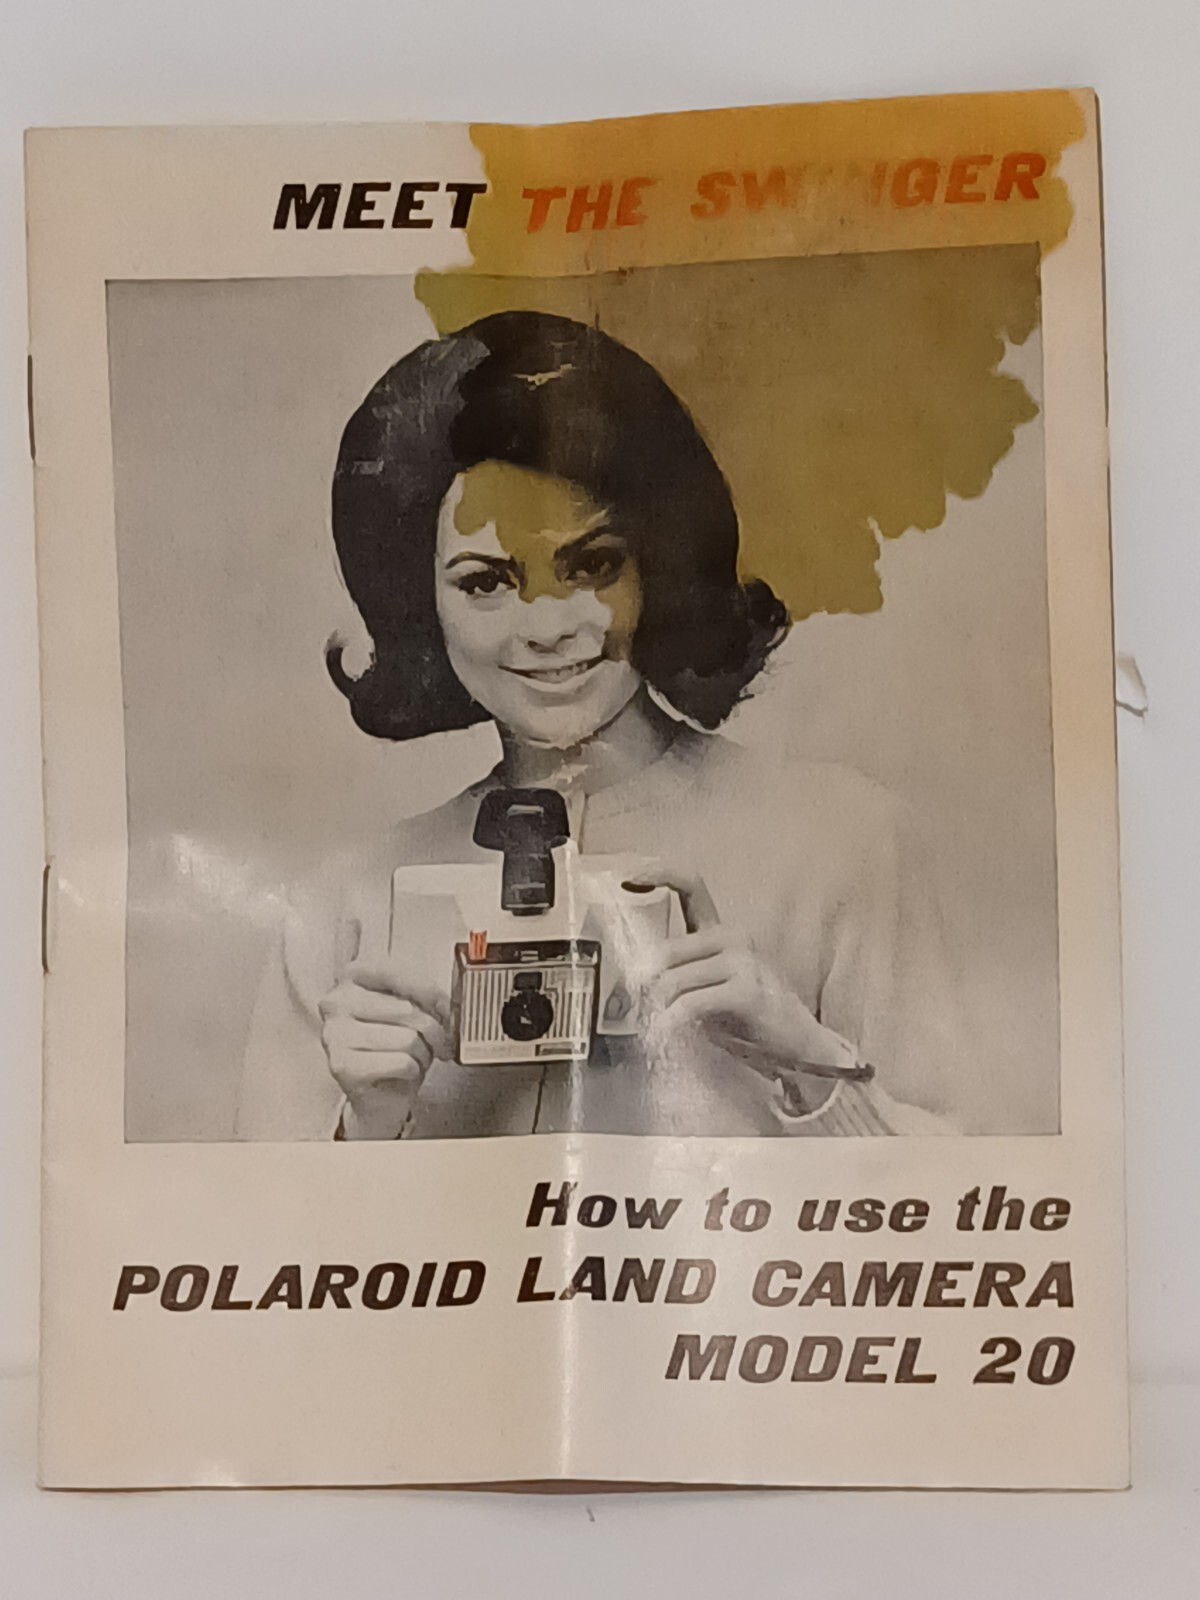 MEET THE SWINGER
How to use the
POLAROID LAND CAMERA
MODEL 20